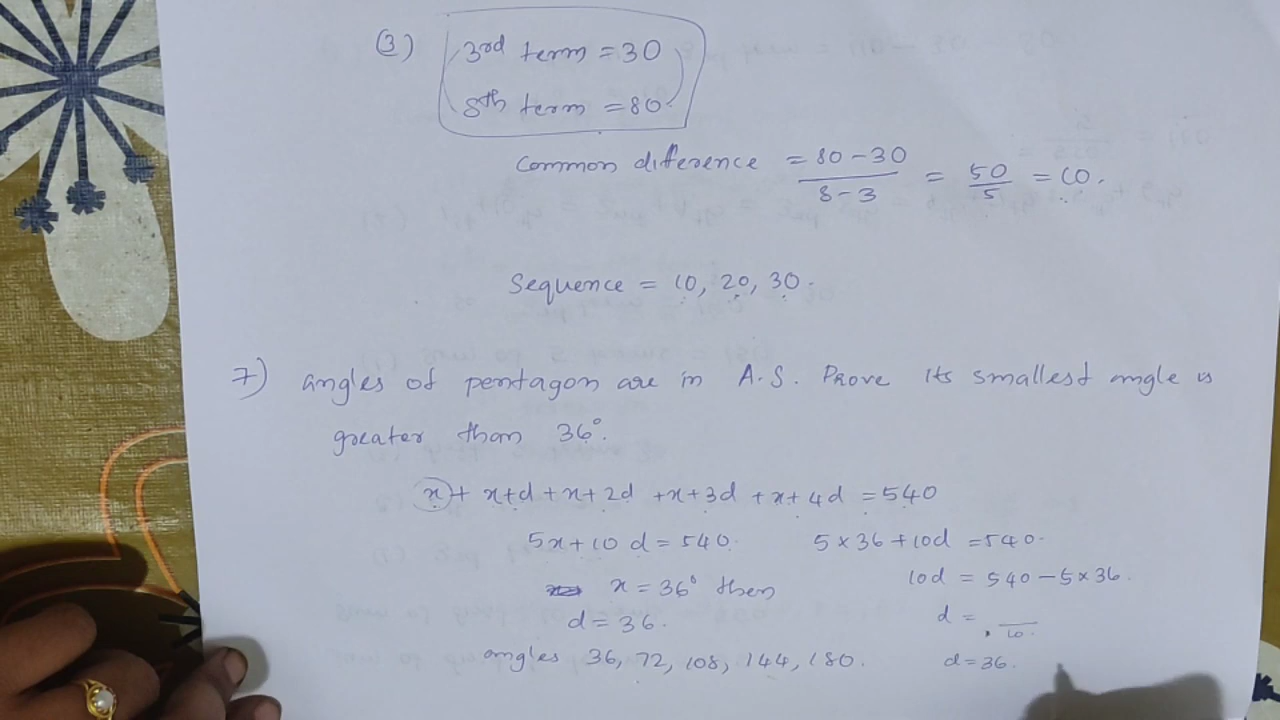 (3) 3rd term = 30
8th term = 80
Common diference = 80-30 / 8-3 = 50/5 = 10.
Sequence = 10, 20, 30.
7) angles of pentagon are in A.S. Prove its smallest angle is
greater than 36°.
x + x+d + x+2d + x+3d + x+4d = 540
5x+10d = 540. 5×36+10d = 540.
x = 36° then 10d = 540-5×36.
d = 36. d = /10.
angles 36, 72, 108, 144, 180. d = 36.